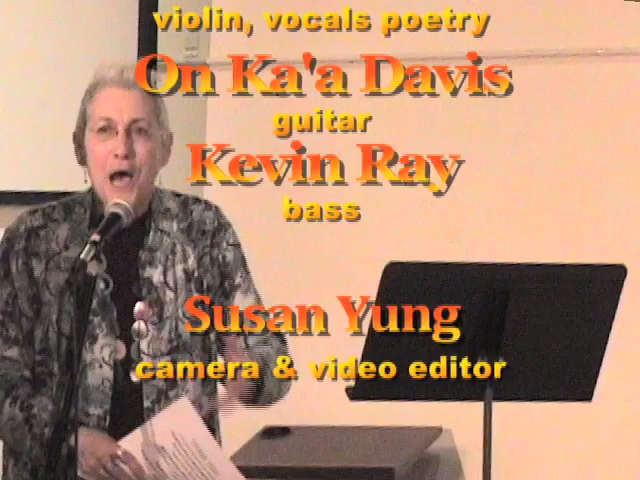 violin, vocals poetry
On Ka'a Davis
guitar
Kevin Ray
bass
Susan Yung
camera & video editor